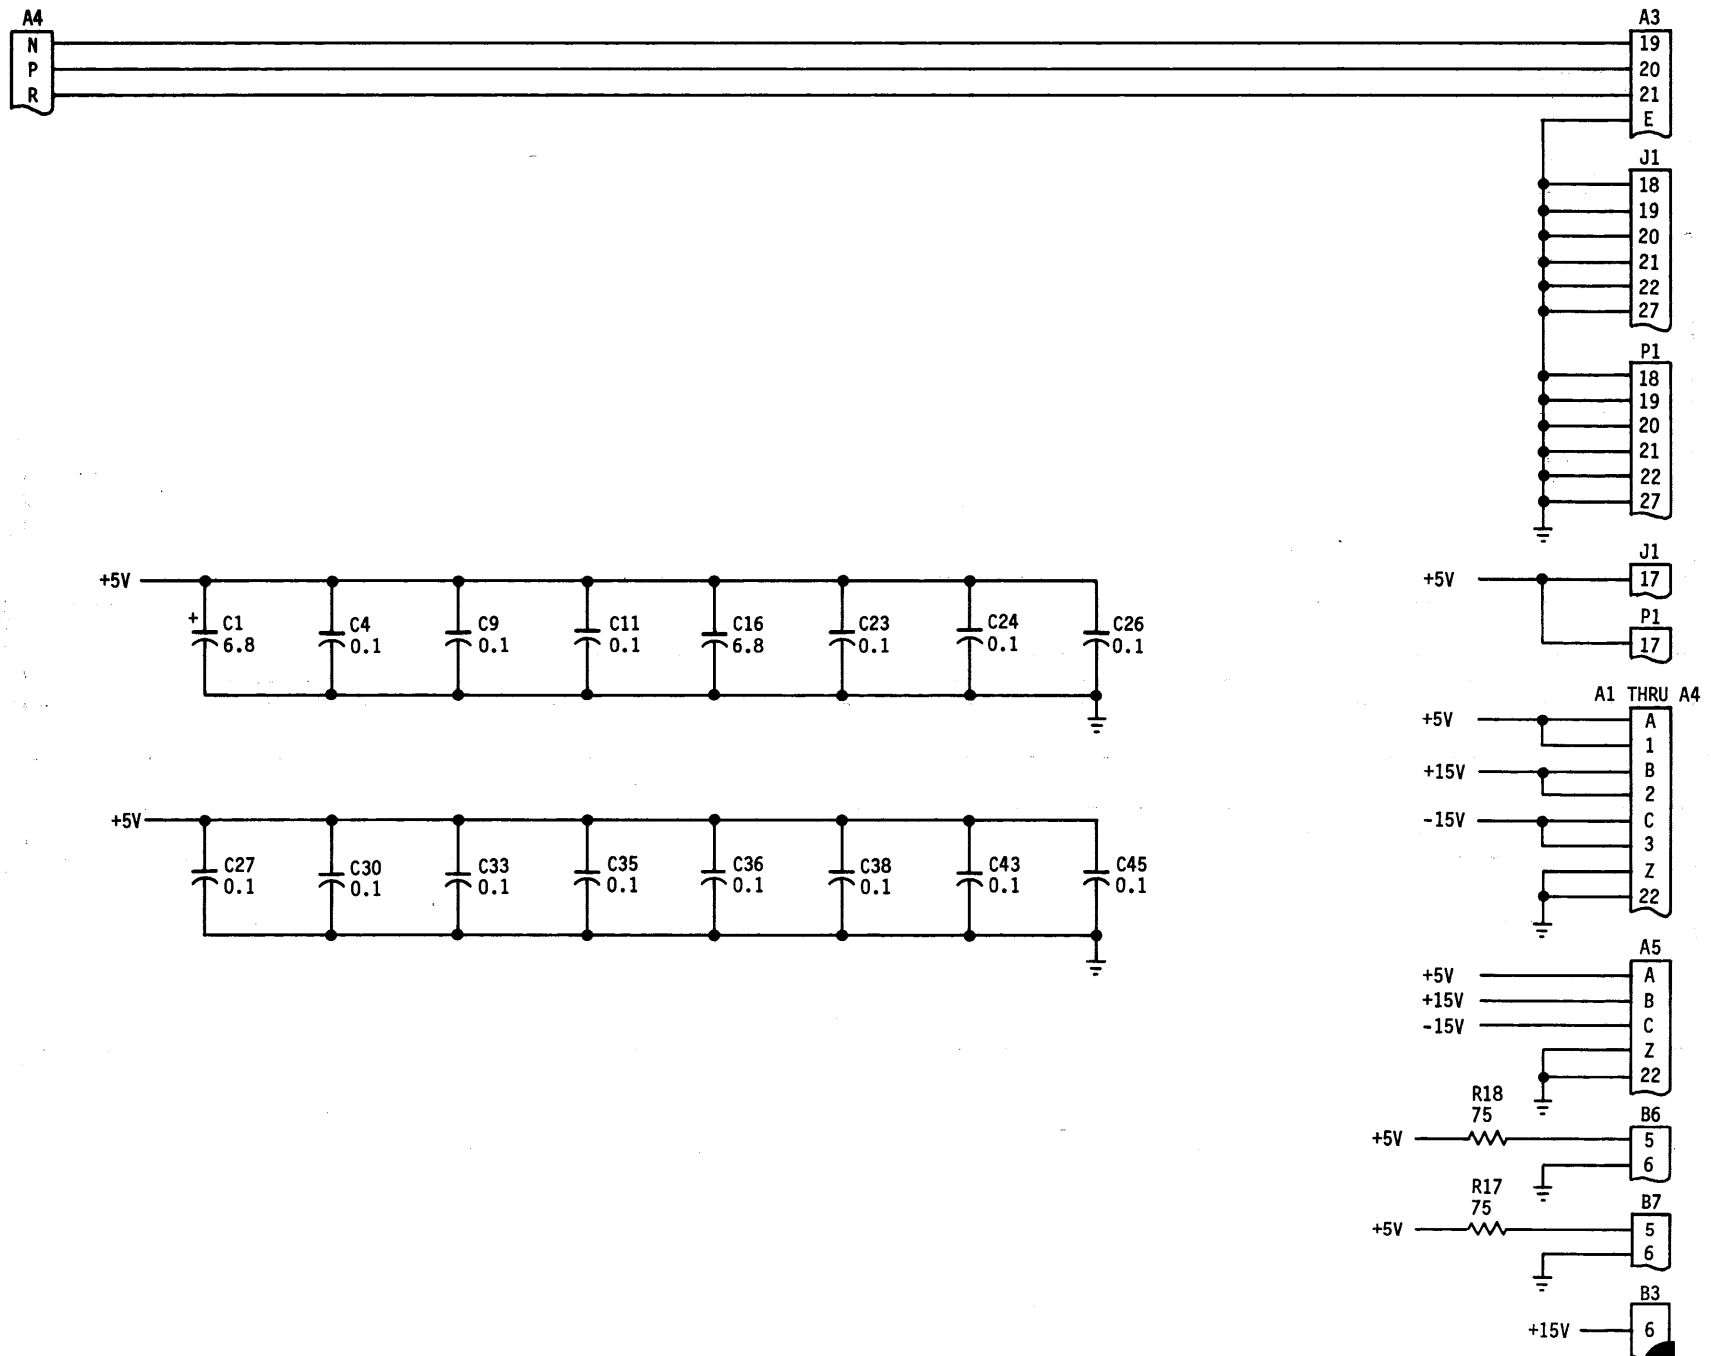 A4
N
P
R
A3
19
20
21
E
J1
18
19
20
21
22
27
P1
18
19
20
21
22
27
+5V
J1
17
P1
17
+5V
+ C1
6.8
C4
0.1
C9
0.1
C11
0.1
C16
6.8
C23
0.1
C24
0.1
C26
0.1
A1 THRU A4
+5V
A
1
+15V
B
2
-15V
C
3
Z
22
+5V
C27
0.1
C30
0.1
C33
0.1
C35
0.1
C36
0.1
C38
0.1
C43
0.1
C45
0.1
A5
+5V A
+15V B
-15V C
Z
22
R18
75
B6
+5V 5
6
R17
75
B7
+5V 5
6
B3
+15V 6